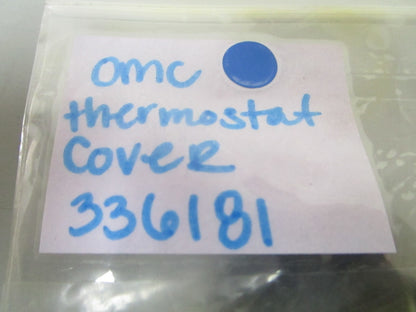 omc
thermostat
Cover
336181